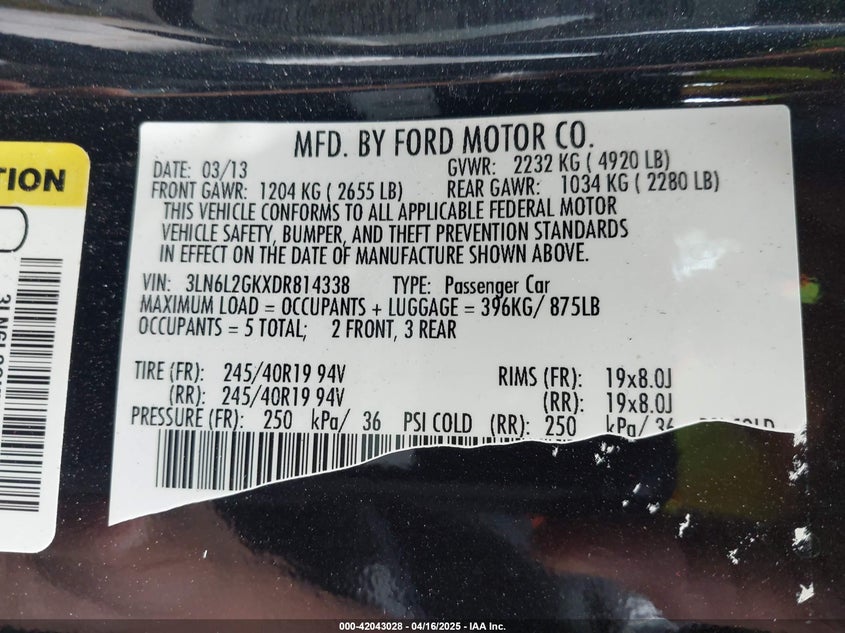 TION
MFD. BY FORD MOTOR CO.
DATE: 03/13 GVWR: 2232 KG ( 4920 LB)
FRONT GAWR: 1204 KG ( 2655 LB) REAR GAWR: 1034 KG ( 2280 LB)
THIS VEHICLE CONFORMS TO ALL APPLICABLE FEDERAL MOTOR
VEHICLE SAFETY, BUMPER, AND THEFT PREVENTION STANDARDS
IN EFFECT ON THE DATE OF MANUFACTURE SHOWN ABOVE.
VIN: 3LN6L2GKXDR814338 TYPE: Passenger Car
MAXIMUM LOAD = OCCUPANTS + LUGGAGE = 396KG/ 875LB
OCCUPANTS = 5 TOTAL; 2 FRONT, 3 REAR
TIRE (FR): 245/40R19 94V RIMS (FR): 19x8.0J
(RR): 245/40R19 94V (RR): 19x8.0J
PRESSURE (FR): 250 kPa/ 36 PSI COLD (RR): 250 kPa/ 36 PSI COLD
000-42043028 - 04/16/2025 - IAA Inc.